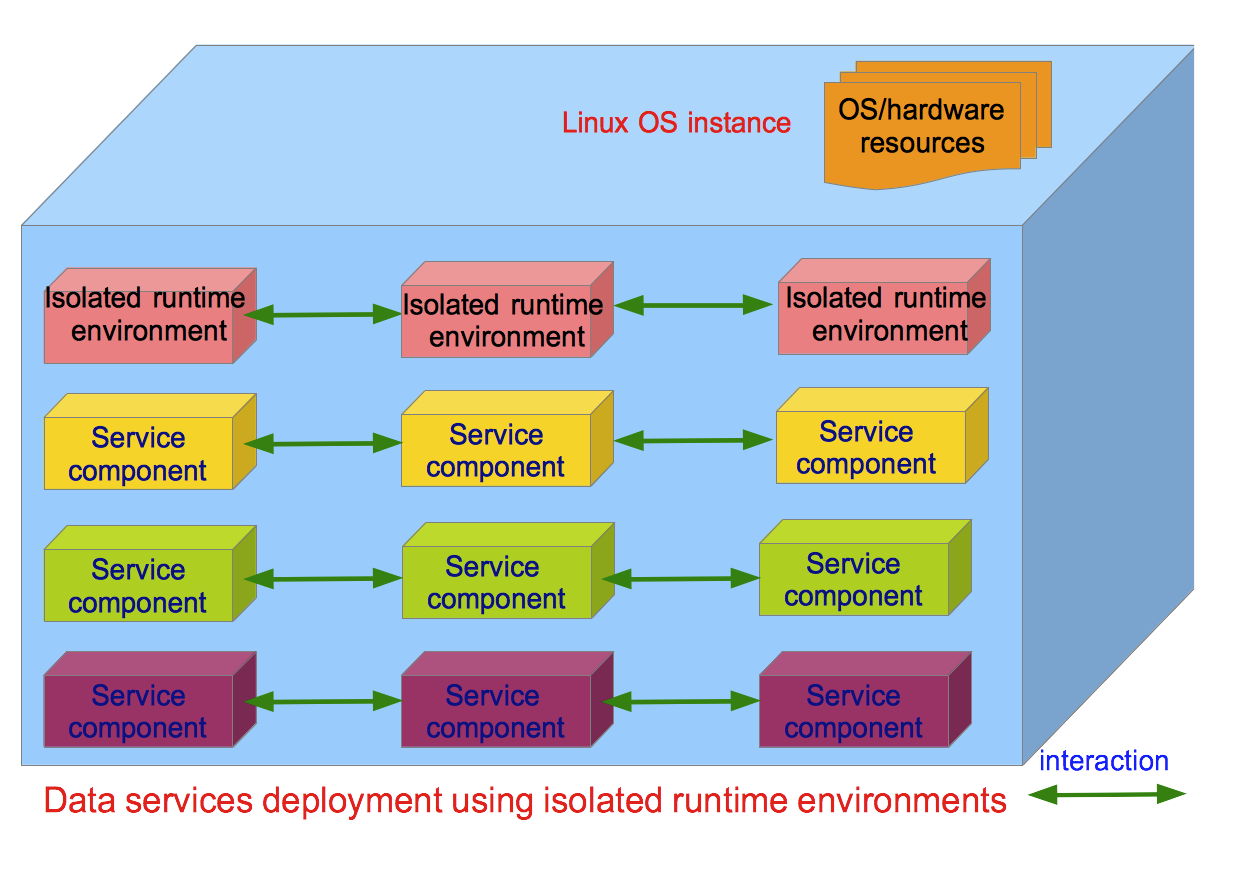 Linux OS instance
OS/hardware
resources
Isolated runtime
environment
Isolated runtime
environment
Isolated runtime
environment
Service
component
Service
component
Service
component
Service
component
Service
component
Service
component
Service
component
Service
component
Service
component
interaction
Data services deployment using isolated runtime environments